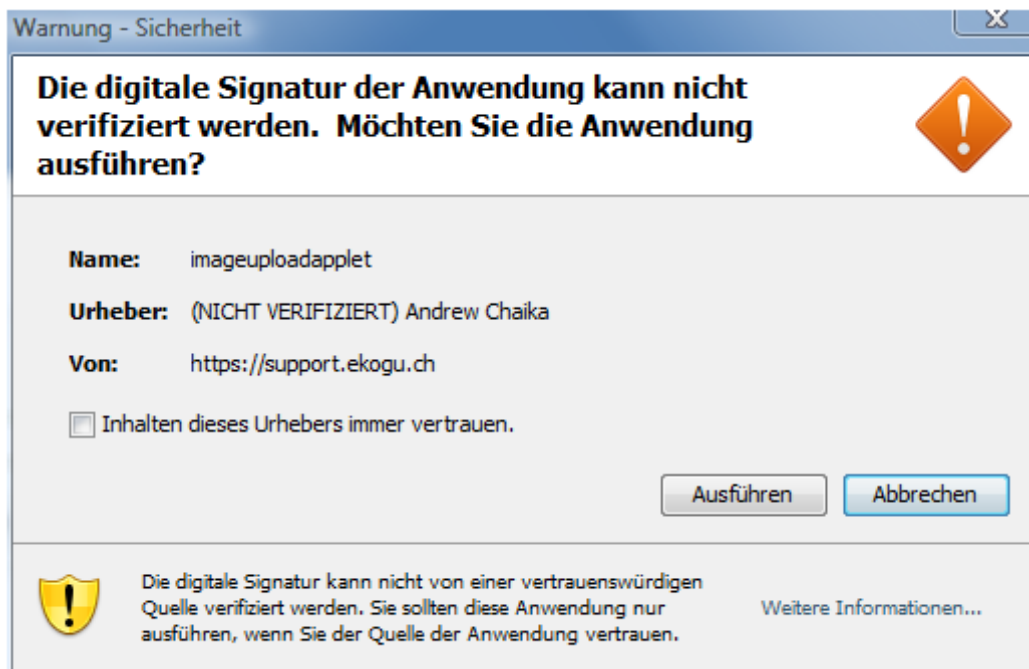 Warnung - Sicherheit
Die digitale Signatur der Anwendung kann nicht
verifiziert werden. Möchten Sie die Anwendung
ausführen?
Name: imageuploadapplet
Urheber: (NICHT VERIFIZIERT) Andrew Chaika
Von: https://support.ekogu.ch
Inhalten dieses Urhebers immer vertrauen.
Ausführen Abbrechen
Die digitale Signatur kann nicht von einer vertrauenswürdigen
Quelle verifiziert werden. Sie sollten diese Anwendung nur
ausführen, wenn Sie der Quelle der Anwendung vertrauen.
Weitere Informationen...